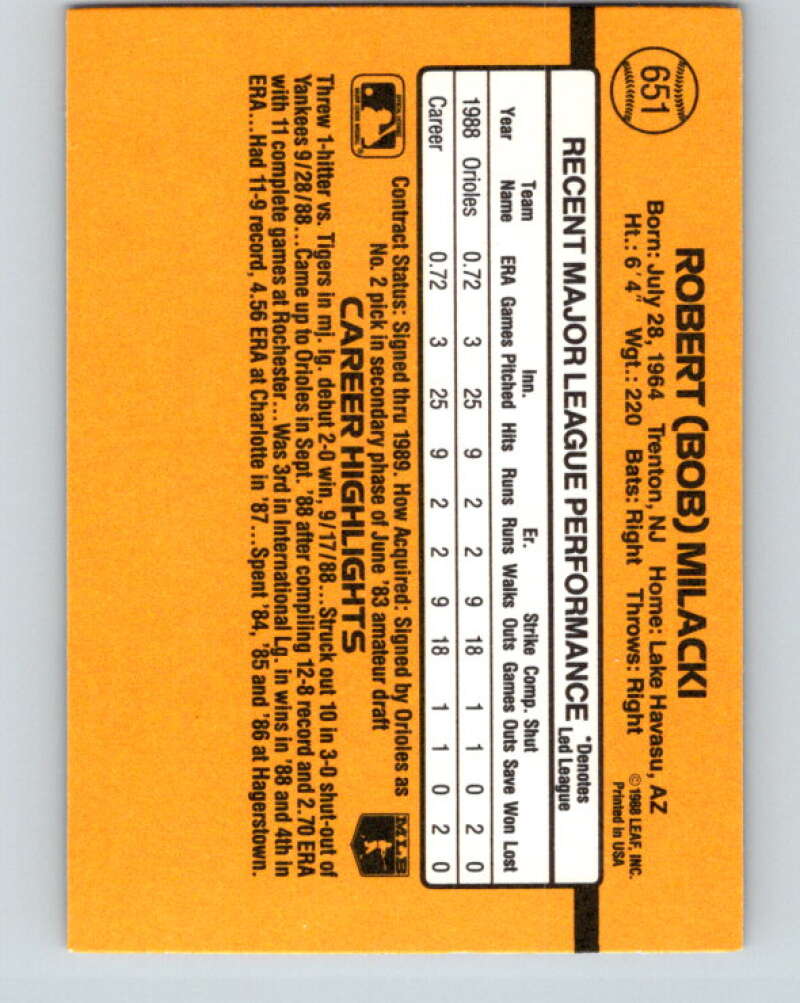 651
ROBERT (BOB) MILACKI
Born: July 28, 1964 Trenton, NJ Home: Lake Havasu, AZ
Ht.: 6'4" Wgt.: 220 Bats: Right Throws: Right
©1988 LEAF, INC.
Printed in USA
RECENT MAJOR LEAGUE PERFORMANCE *Denotes
Led League
Team Inn. Er. Strike Comp. Shut
Year Name ERA Games Pitched Hits Runs Runs Walks Outs Games Outs Save Won Lost
1988 Orioles 0.72 3 25 9 2 2 9 18 1 1 0 2 0
Career 0.72 3 25 9 2 2 9 18 1 1 0 2 0
MLB
Contract Status: Signed thru 1989. How Acquired: Signed by Orioles as
No. 2 pick in secondary phase of June '83 amateur draft
CAREER HIGHLIGHTS
Threw 1-hitter vs. Tigers in mj. lg. debut 2-0 win, 9/17/88...Struck out 10 in 3-0 shut-out of
Yankees 9/28/88...Came up to Orioles in Sept. '88 after compiling 12-8 record and 2.70 ERA
with 11 complete games at Rochester...Was 3rd in International Lg. in wins in '88 and 4th in
ERA...Had 11-9 record, 4.56 ERA at Charlotte in '87...Spent '84, '85 and '86 at Hagerstown.